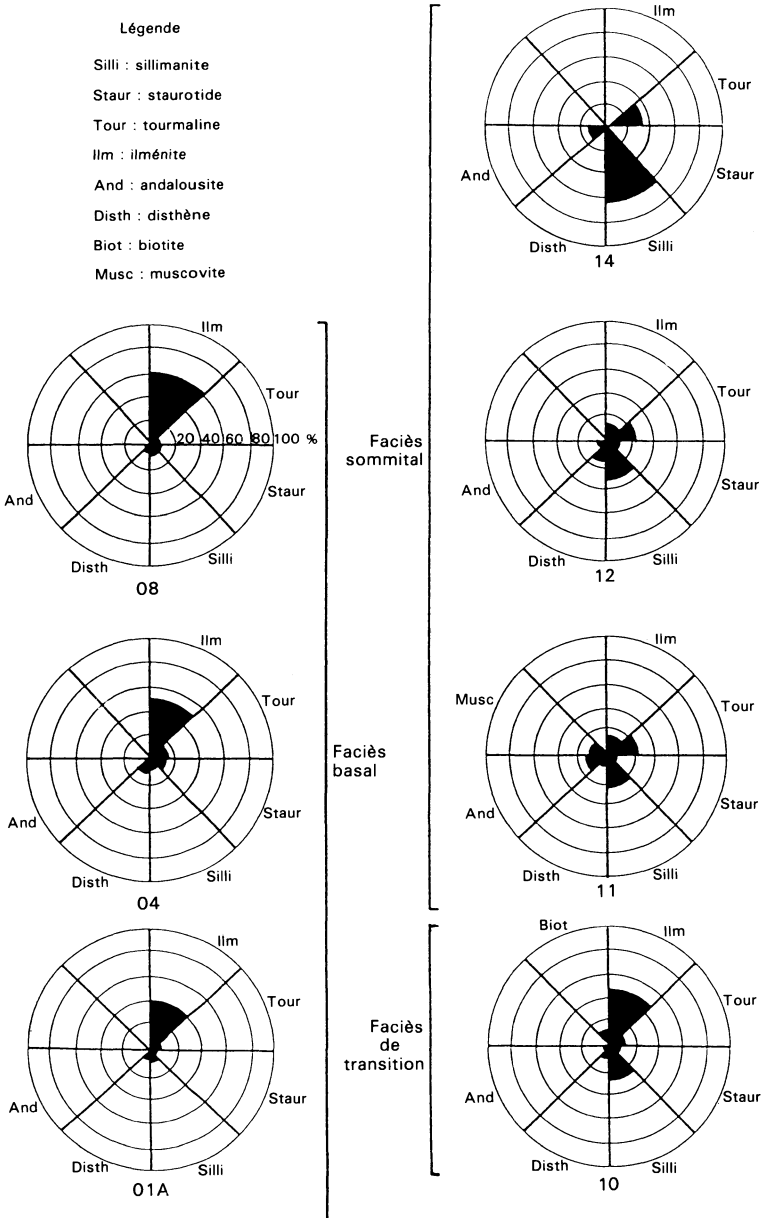 Légende
Silli : sillimanite
Staur : staurotide
Tour : tourmaline
Ilm : ilménite
And : andalousite
Disth : disthène
Biot : biotite
Musc : muscovite
Ilm
Tour
20 40 60 80 100 %
Staur
And
Disth
Silli
08
Ilm
Tour
Staur
And
Disth
Silli
04
Ilm
Tour
Staur
And
Disth
Silli
01A
Faciès
basal
Faciès
sommital
Ilm
Tour
Staur
And
Disth
Silli
14
Ilm
Tour
Staur
And
Disth
Silli
12
Musc
Ilm
Tour
Staur
And
Disth
Silli
11
Faciès
de
transition
Biot
Ilm
Tour
Staur
And
Disth
Silli
10